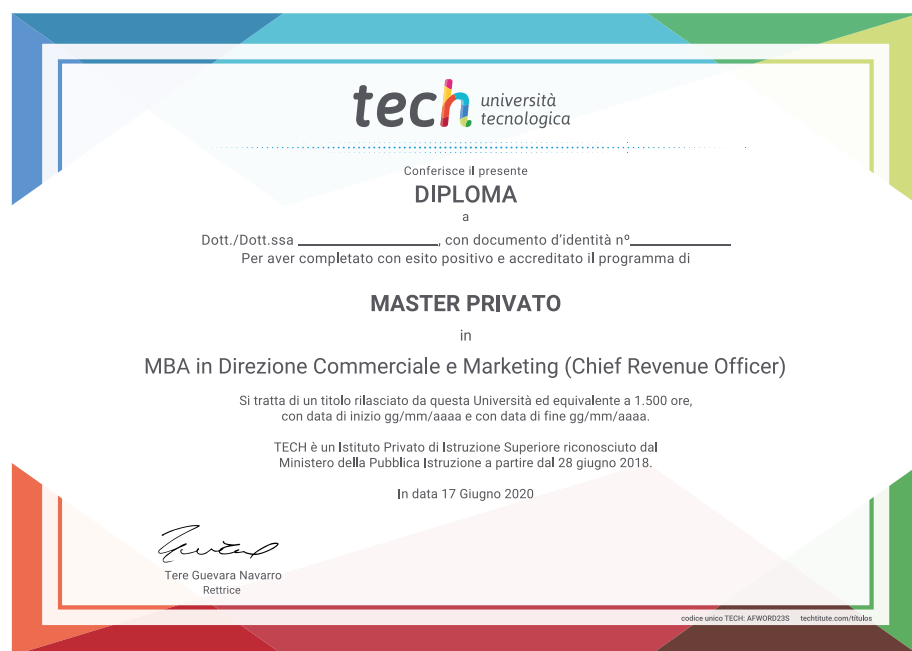 tech università
tecnologica
Conferisce il presente
DIPLOMA
a
Dott./Dott.ssa ____________________, con documento d'identità nº______________
Per aver completato con esito positivo e accreditato il programma di
MASTER PRIVATO
in
MBA in Direzione Commerciale e Marketing (Chief Revenue Officer)
Si tratta di un titolo rilasciato da questa Università ed equivalente a 1.500 ore,
con data di inizio gg/mm/aaaa e con data di fine gg/mm/aaaa.
TECH è un Istituto Privato di Istruzione Superiore riconosciuto dal
Ministero della Pubblica Istruzione a partire dal 28 giugno 2018.
In data 17 Giugno 2020
Tere Guevara Navarro
Rettrice
codice unico TECH: AFWORD23S techtitute.com/títulos